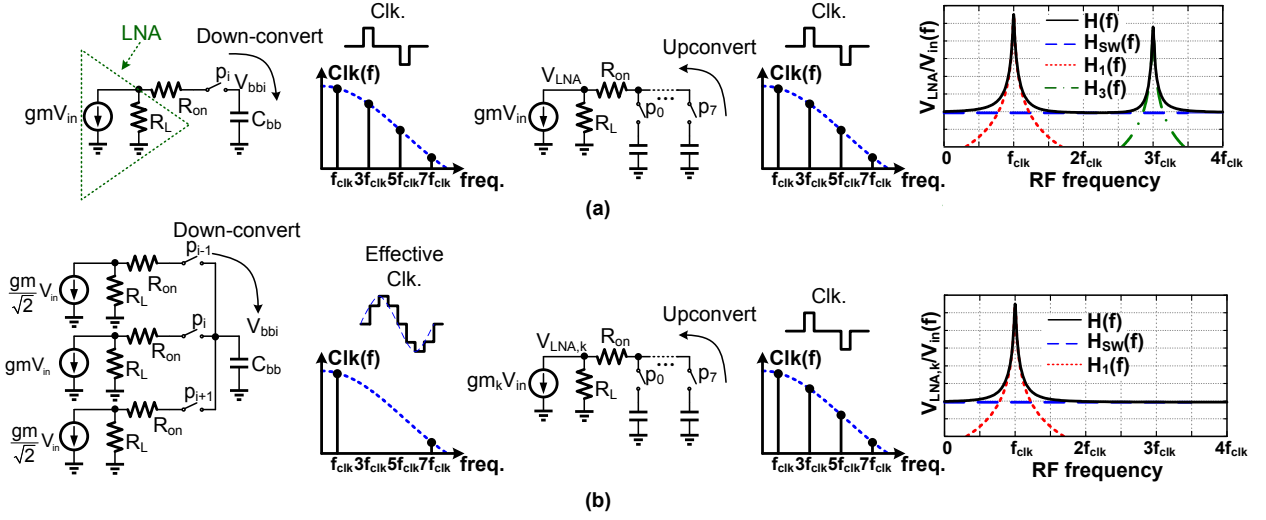 LNA
Down-convert
gmVin
RL
Ron
pi
Vbbi
Cbb
Clk.
Clk(f)
fclk 3fclk 5fclk 7fclk freq.
Upconvert
VLNA
Ron
gmVin
RL
p0
p7
Clk.
Clk(f)
fclk 3fclk 5fclk 7fclk freq.
VLNA/Vin(f)
H(f)
HSW(f)
H1(f)
H3(f)
0 fclk 2fclk 3fclk 4fclk
RF frequency
(a)
Down-convert
pi-1
gm/√2 Vin
RL
Ron
gmVin
RL
Ron
pi
Vbbi
Cbb
gm/√2 Vin
RL
Ron
pi+1
Effective
Clk.
Clk(f)
fclk 3fclk 5fclk 7fclk freq.
Upconvert
VLNA,k
Ron
gmkVin
RL
p0
p7
Clk.
Clk(f)
fclk 3fclk 5fclk 7fclk freq.
VLNA,k/Vin(f)
H(f)
HSW(f)
H1(f)
0 fclk 2fclk 3fclk 4fclk
RF frequency
(b)